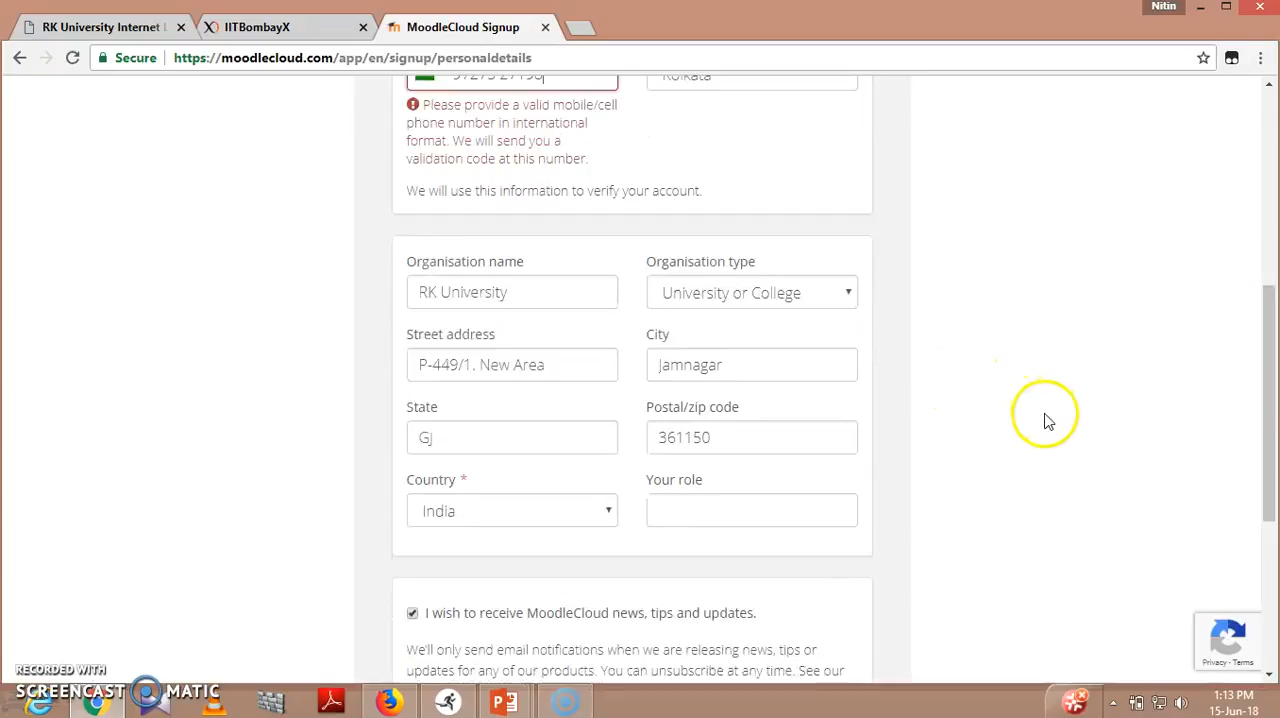 Nitin
RK University Internet
IITBombayX
MoodleCloud Signup
Secure
https://moodlecloud.com/app/en/signup/personaldetails
Kolkata
Please provide a valid mobile/cell
phone number in international
format. We will send you a
validation code at this number.
We will use this information to verify your account.
Organisation name
Organisation type
RK University
University or College
Street address
City
P-449/1. New Area
Jamnagar
State
Postal/zip code
Gj
361150
Country *
Your role
India
I wish to receive MoodleCloud news, tips and updates.
We'll only send email notifications when we are releasing news, tips or
updates for any of our products. You can unsubscribe at any time. See our
Privacy - Terms
RECORDED WITH
SCREENCAST MATIC
1:13 PM
15-Jun-18